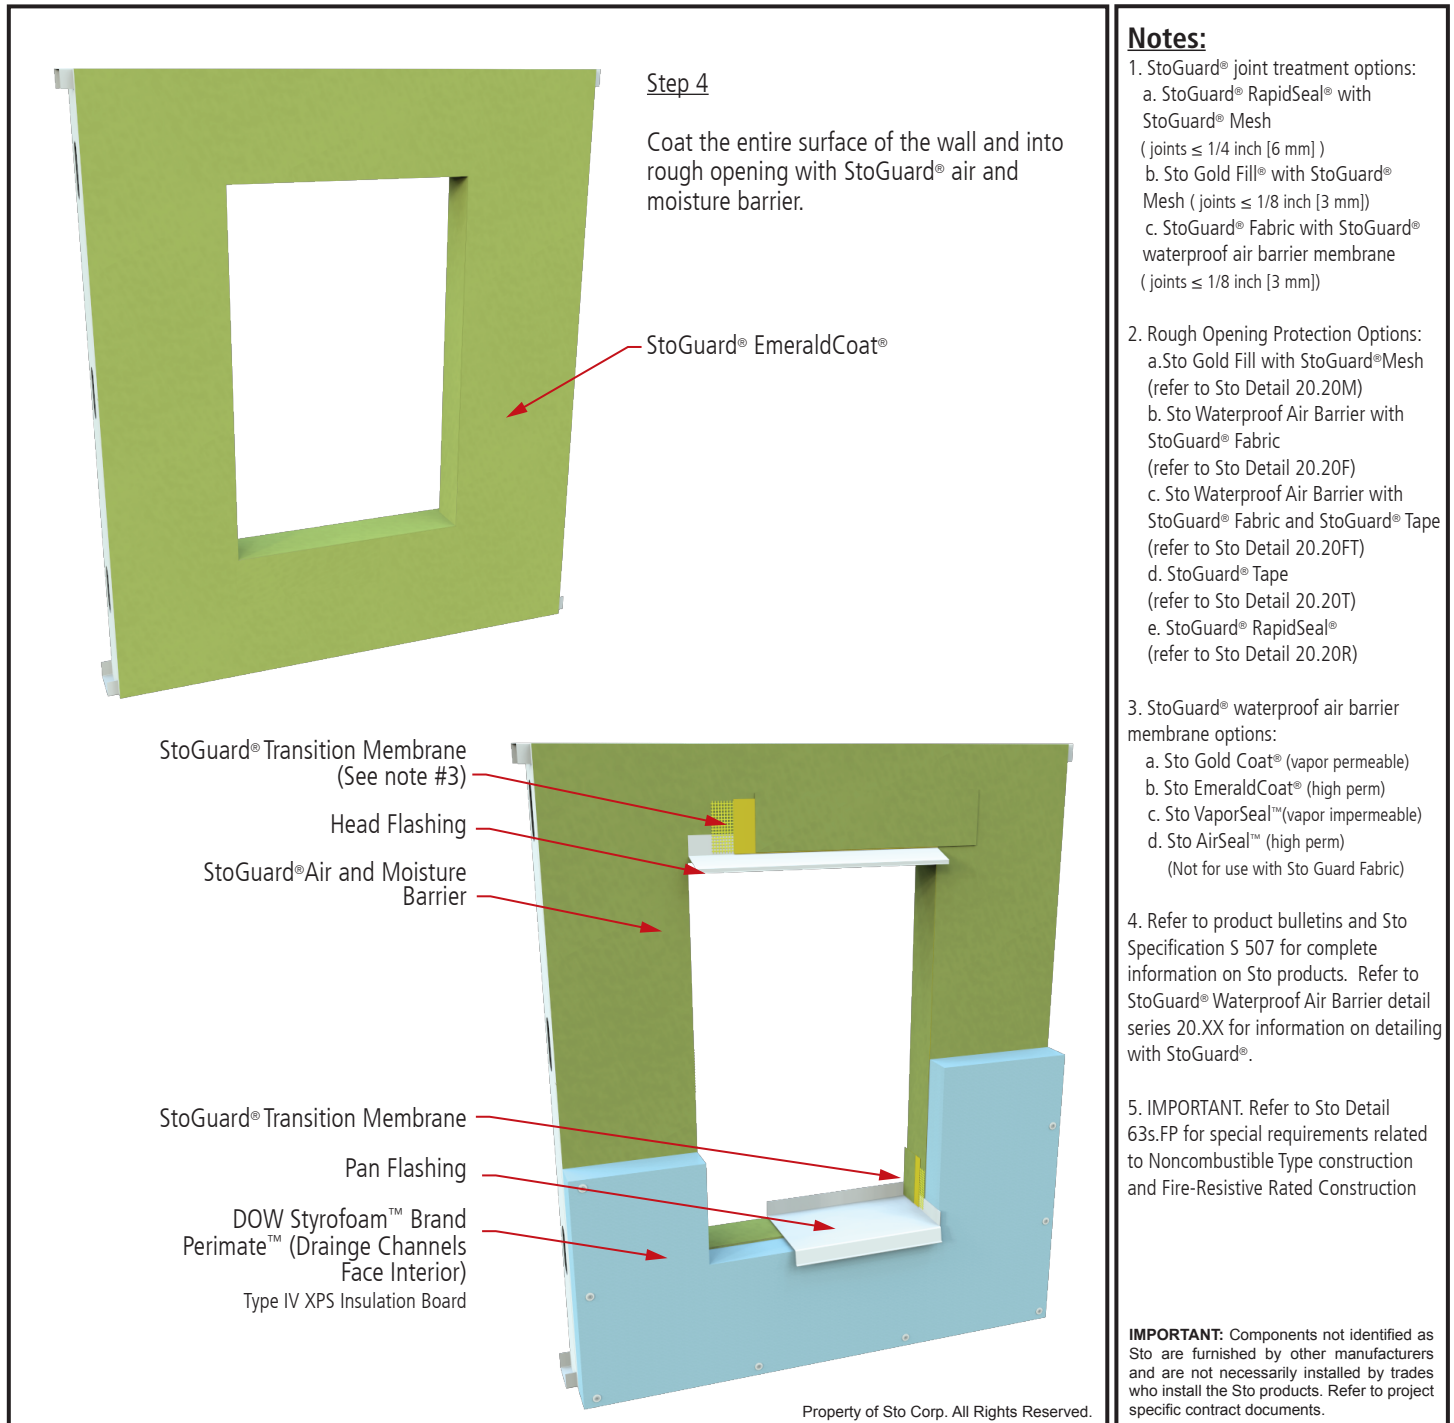 Step 4
Coat the entire surface of the wall and into
rough opening with StoGuard® air and
moisture barrier.
StoGuard® EmeraldCoat®
StoGuard® Transition Membrane
(See note #3)
Head Flashing
StoGuard® Air and Moisture
Barrier
StoGuard® Transition Membrane
Pan Flashing
DOW Styrofoam™ Brand
Perimate™ (Drainge Channels
Face Interior)
Type IV XPS Insulation Board
Property of Sto Corp. All Rights Reserved.
Notes:
1. StoGuard® joint treatment options:
a. StoGuard® RapidSeal® with
StoGuard® Mesh
( joints ≤ 1/4 inch [6 mm] )
b. Sto Gold Fill® with StoGuard®
Mesh ( joints ≤ 1/8 inch [3 mm])
c. StoGuard® Fabric with StoGuard®
waterproof air barrier membrane
( joints ≤ 1/8 inch [3 mm])
2. Rough Opening Protection Options:
a.Sto Gold Fill with StoGuard®Mesh
(refer to Sto Detail 20.20M)
b. Sto Waterproof Air Barrier with
StoGuard® Fabric
(refer to Sto Detail 20.20F)
c. Sto Waterproof Air Barrier with
StoGuard® Fabric and StoGuard® Tape
(refer to Sto Detail 20.20FT)
d. StoGuard® Tape
(refer to Sto Detail 20.20T)
e. StoGuard® RapidSeal®
(refer to Sto Detail 20.20R)
3. StoGuard® waterproof air barrier
membrane options:
a. Sto Gold Coat® (vapor permeable)
b. Sto EmeraldCoat® (high perm)
c. Sto VaporSeal™(vapor impermeable)
d. Sto AirSeal™ (high perm)
(Not for use with Sto Guard Fabric)
4. Refer to product bulletins and Sto
Specification S 507 for complete
information on Sto products. Refer to
StoGuard® Waterproof Air Barrier detail
series 20.XX for information on detailing
with StoGuard®.
5. IMPORTANT. Refer to Sto Detail
63s.FP for special requirements related
to Noncombustible Type construction
and Fire-Resistive Rated Construction
IMPORTANT: Components not identified as
Sto are furnished by other manufacturers
and are not necessarily installed by trades
who install the Sto products. Refer to project
specific contract documents.